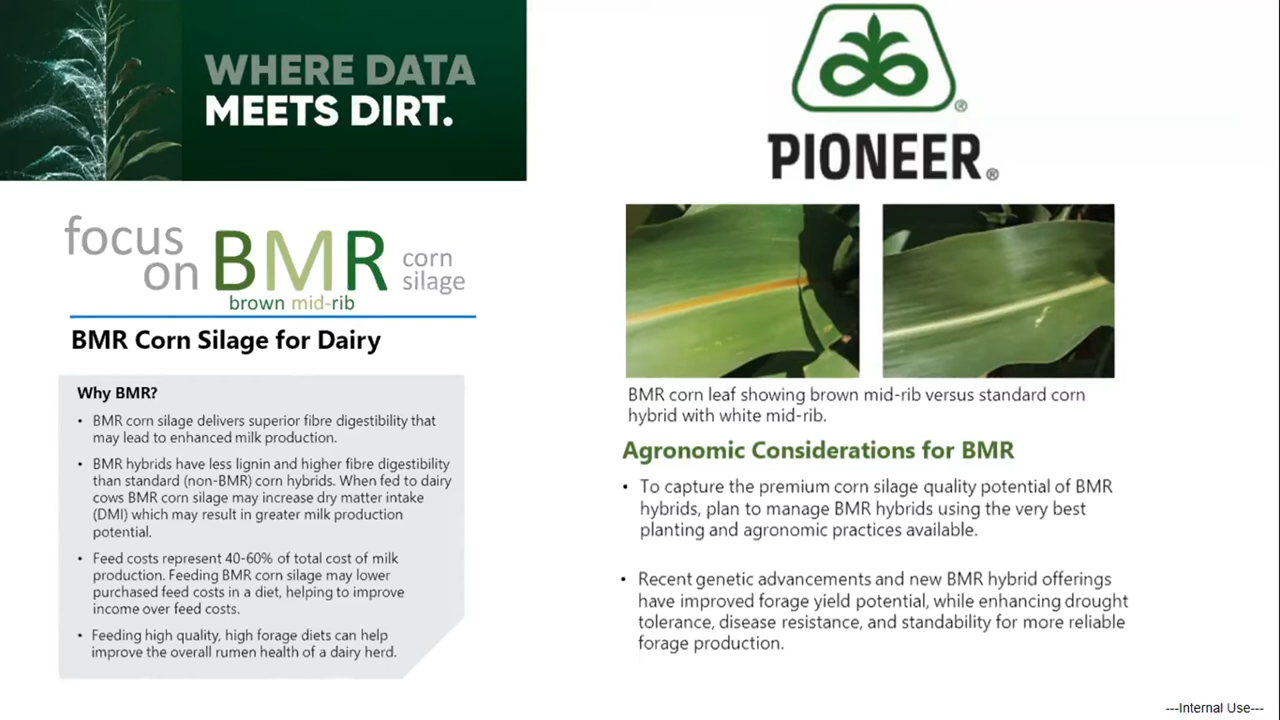 WHERE DATA
MEETS DIRT.
focus
on BMR corn
silage
brown mid-rib
BMR Corn Silage for Dairy
Why BMR?
• BMR corn silage delivers superior fibre digestibility that
may lead to enhanced milk production.
• BMR hybrids have less lignin and higher fibre digestibility
than standard (non-BMR) corn hybrids. When fed to dairy
cows BMR corn silage may increase dry matter intake
(DMI) which may result in greater milk production
potential.
• Feed costs represent 40-60% of total cost of milk
production. Feeding BMR corn silage may lower
purchased feed costs in a diet, helping to improve
income over feed costs.
• Feeding high quality, high forage diets can help
improve the overall rumen health of a dairy herd.
®
PIONEER®
BMR corn leaf showing brown mid-rib versus standard corn
hybrid with white mid-rib.
Agronomic Considerations for BMR
• To capture the premium corn silage quality potential of BMR
hybrids, plan to manage BMR hybrids using the very best
planting and agronomic practices available.
• Recent genetic advancements and new BMR hybrid offerings
have improved forage yield potential, while enhancing drought
tolerance, disease resistance, and standability for more reliable
forage production.
---Internal Use---